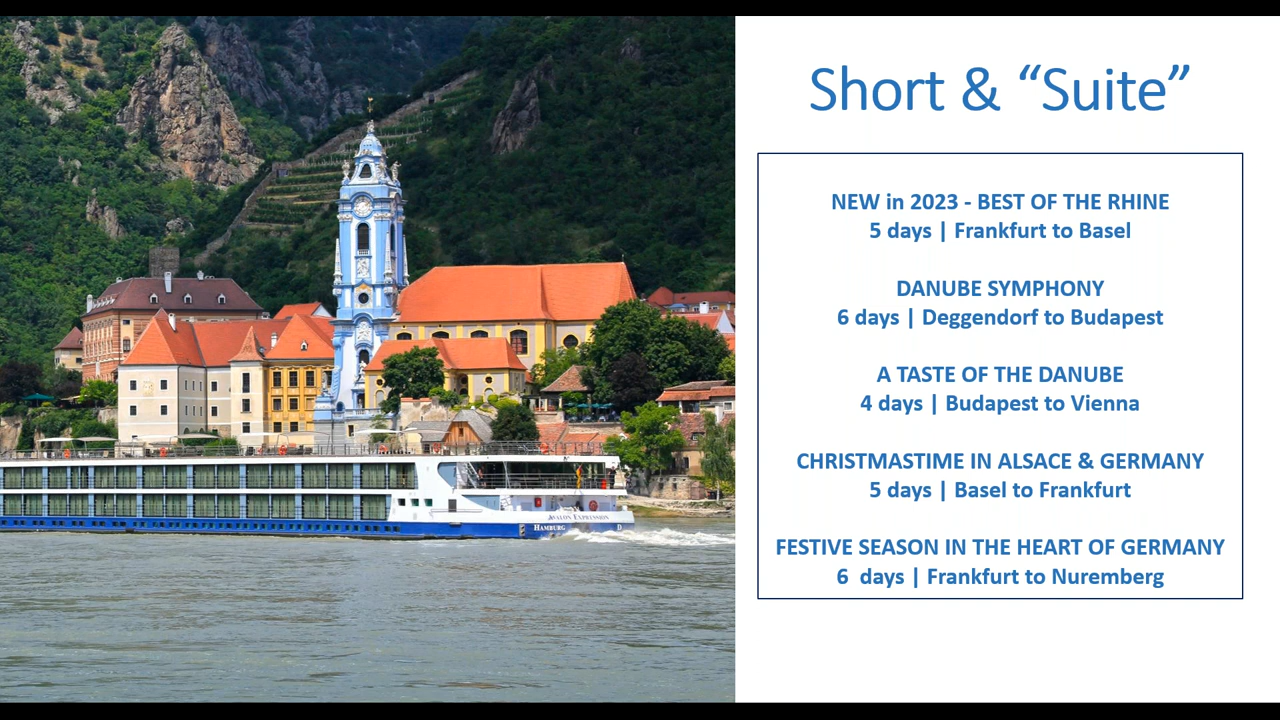 Short & “Suite”
NEW in 2023 - BEST OF THE RHINE
5 days | Frankfurt to Basel
DANUBE SYMPHONY
6 days | Deggendorf to Budapest
A TASTE OF THE DANUBE
4 days | Budapest to Vienna
CHRISTMASTIME IN ALSACE & GERMANY
5 days | Basel to Frankfurt
FESTIVE SEASON IN THE HEART OF GERMANY
6  days | Frankfurt to Nuremberg
AVALON EXPRESSION
HAMBURG D